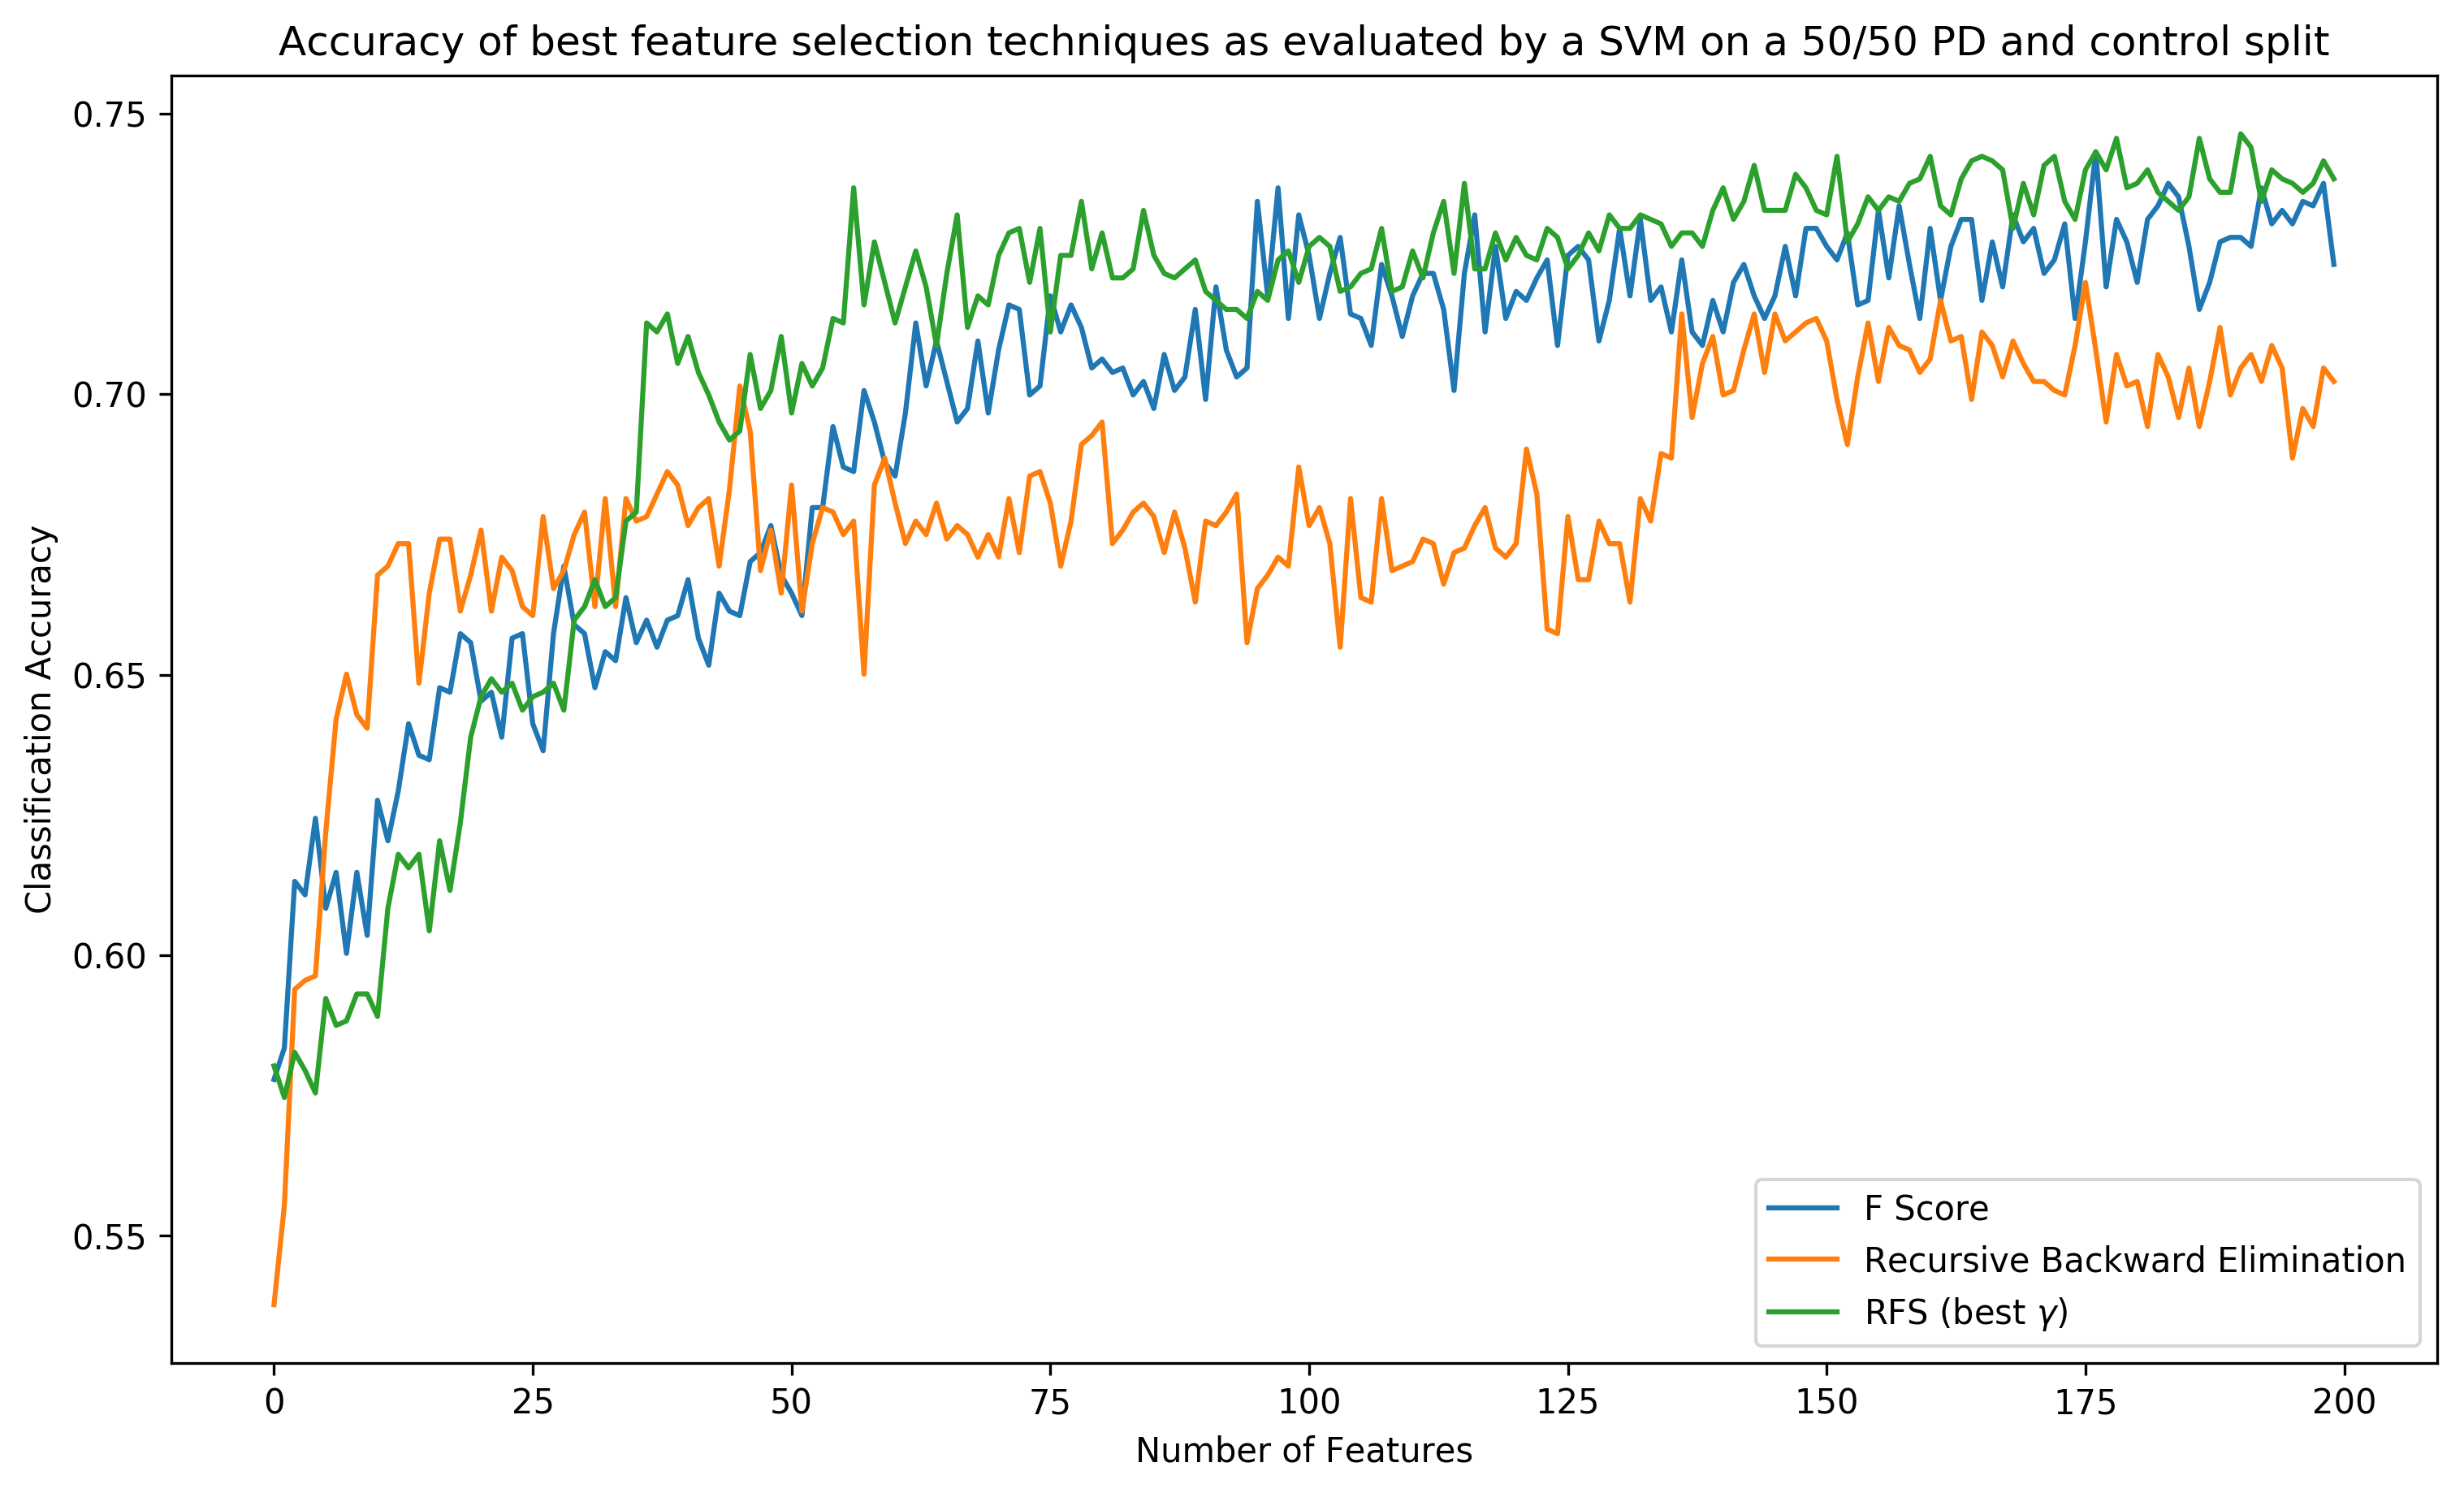 Accuracy of best feature selection techniques as evaluated by a SVM on a 50/50 PD and control split
0.75
0.70
0.65
0.60
0.55
Classification Accuracy
0 25 50 75 100 125 150 175 200
Number of Features
F Score
Recursive Backward Elimination
RFS (best γ)